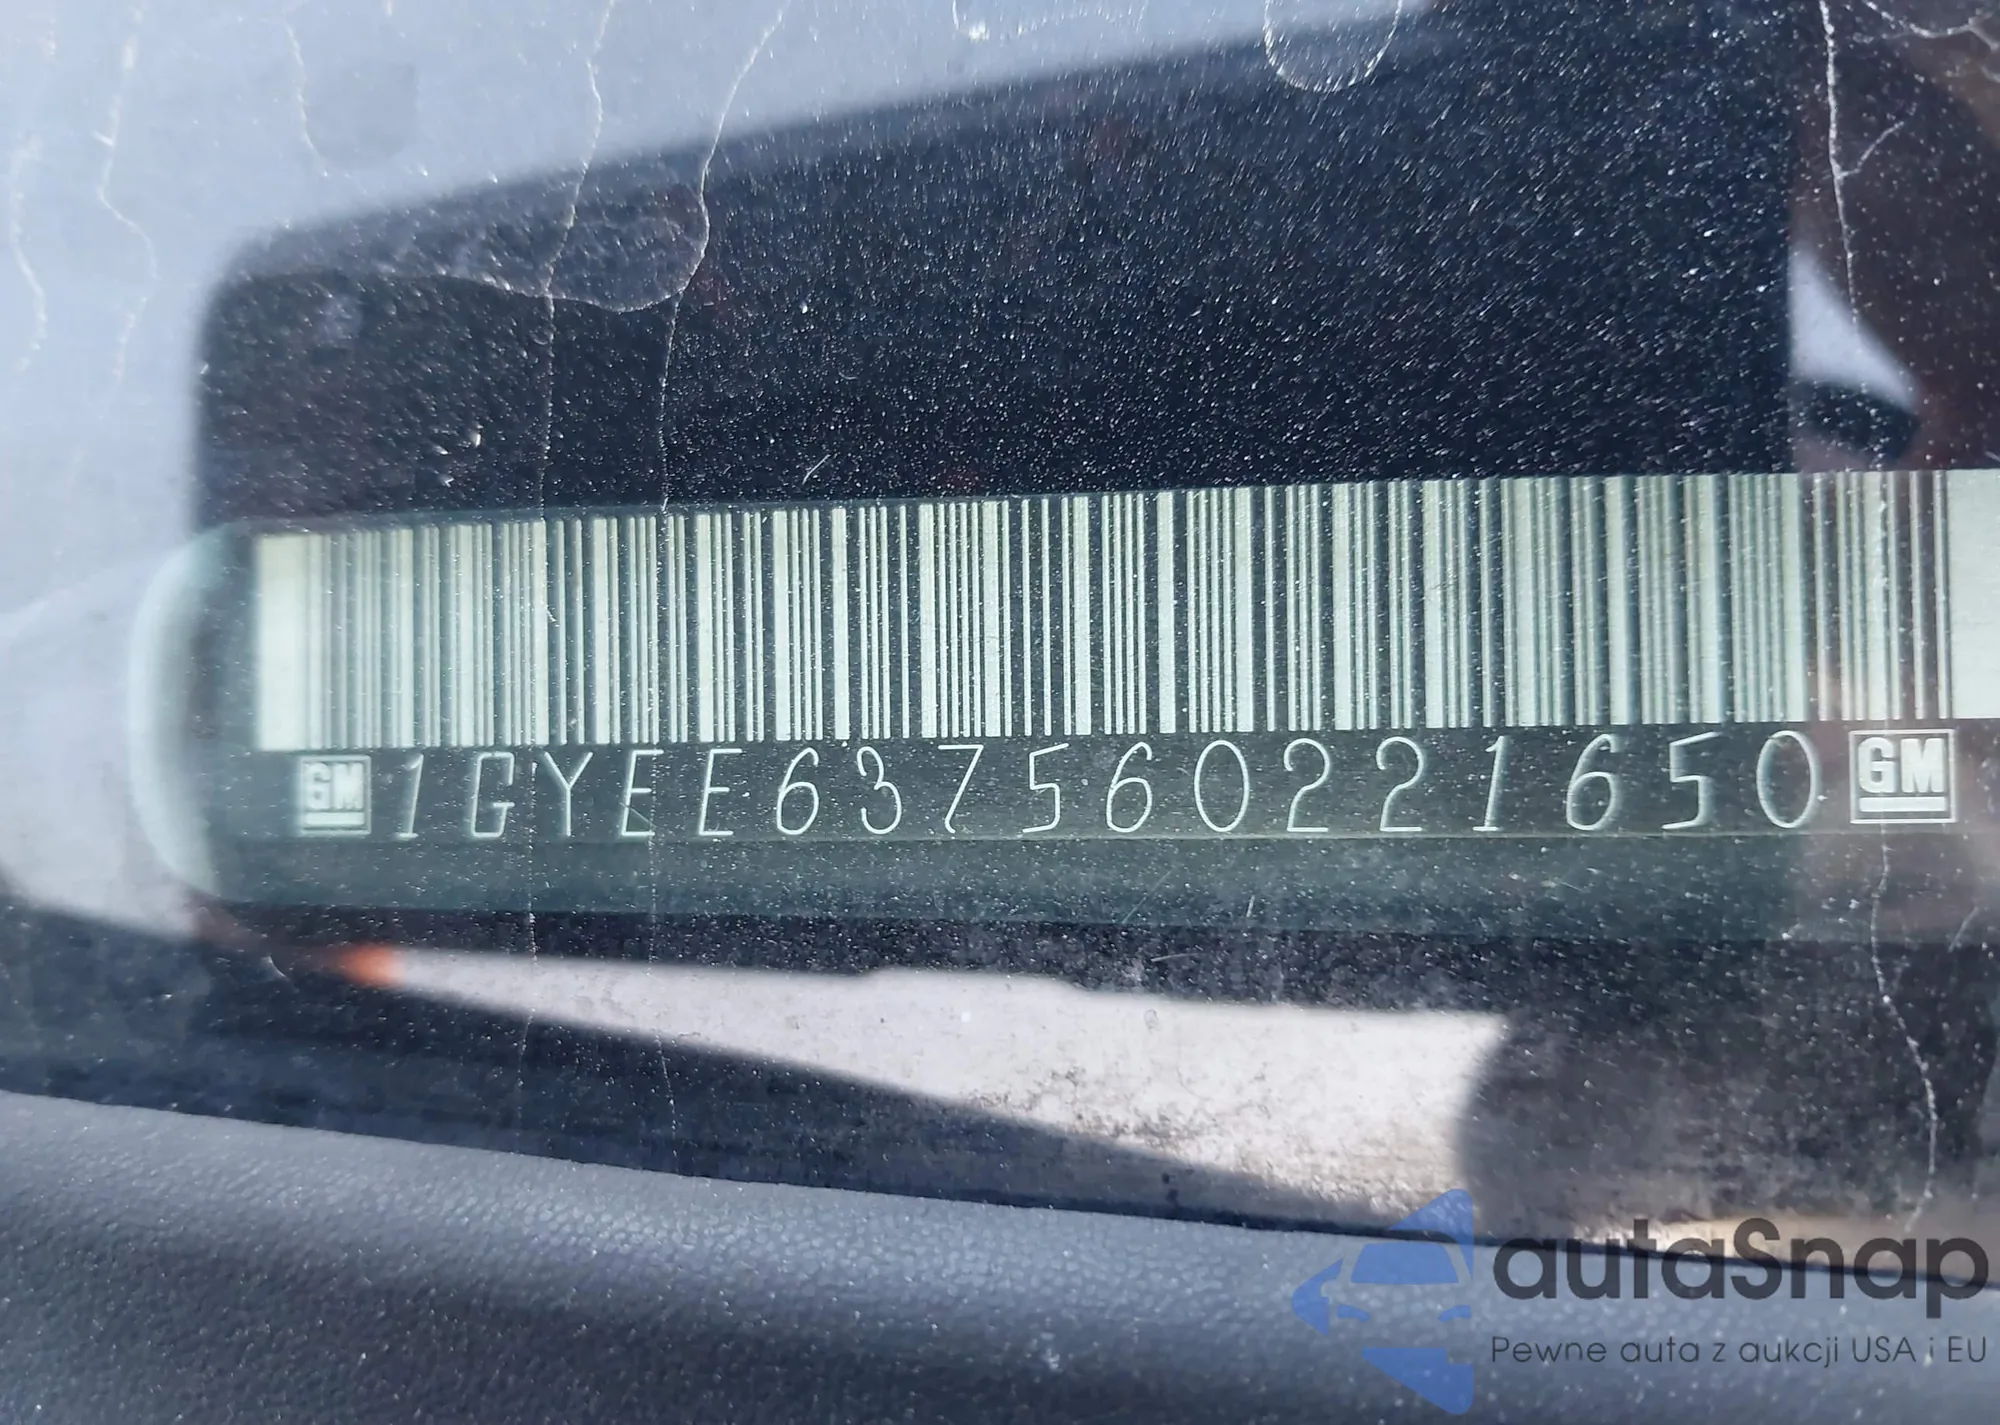 GM 1GYEE637560221650 GM
autaSnap
Pewne auta z aukcji USA i EU